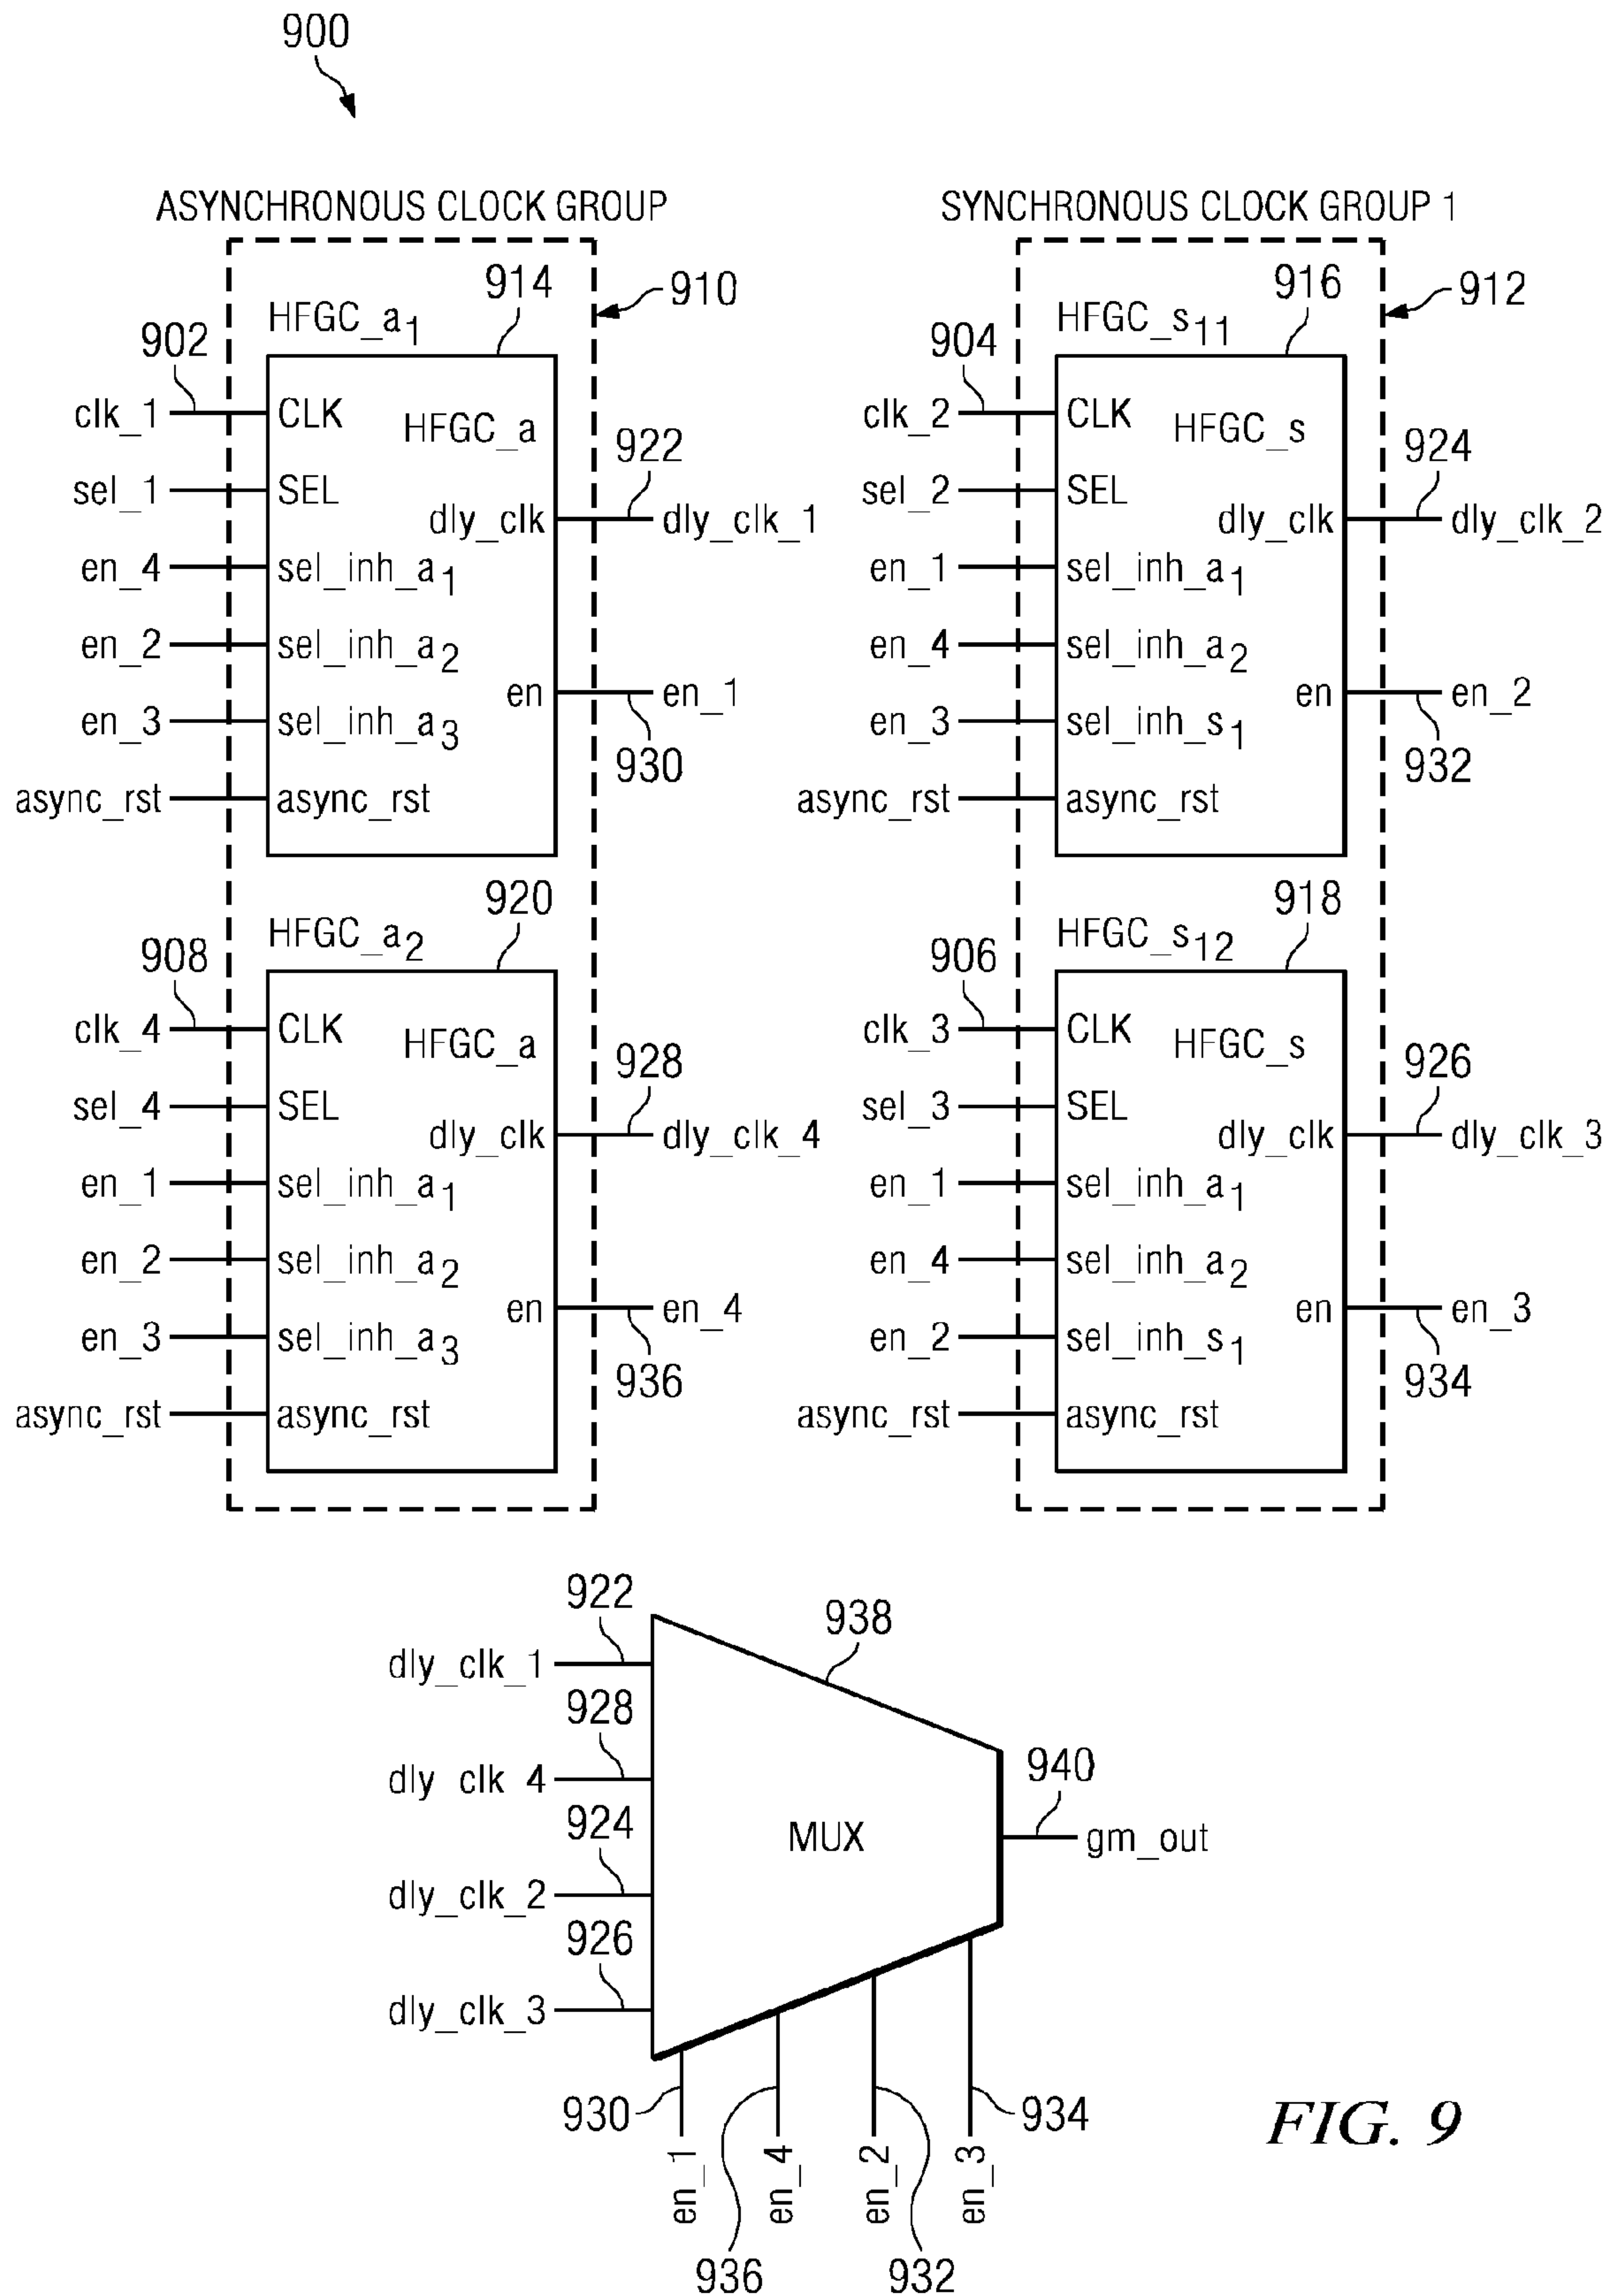 900
ASYNCHRONOUS CLOCK GROUP
910
HFGC_a1
914
902
clk_1
CLK
HFGC_a
sel_1
SEL
922
dly_clk
dly_clk_1
en_4
sel_inh_a1
en_2
sel_inh_a2
en
en_1
930
en_3
sel_inh_a3
async_rst
async_rst
HFGC_a2
920
908
clk_4
CLK
HFGC_a
sel_4
SEL
928
dly_clk
dly_clk_4
en_1
sel_inh_a1
en_2
sel_inh_a2
en
en_4
936
en_3
sel_inh_a3
async_rst
async_rst
SYNCHRONOUS CLOCK GROUP 1
912
HFGC_s11
916
904
clk_2
CLK
HFGC_s
sel_2
SEL
924
dly_clk
dly_clk_2
en_1
sel_inh_a1
en_4
sel_inh_a2
en
en_2
932
en_3
sel_inh_s1
async_rst
async_rst
HFGC_s12
918
906
clk_3
CLK
HFGC_s
sel_3
SEL
926
dly_clk
dly_clk_3
en_1
sel_inh_a1
en_4
sel_inh_a2
en
en_3
934
en_2
sel_inh_s1
async_rst
async_rst
922
dly_clk_1
928
dly clk 4
924
dly_clk_2
926
dly_clk_3
938
MUX
940
gm_out
930
en_1
936
en_4
932
en_2
934
en_3
FIG. 9